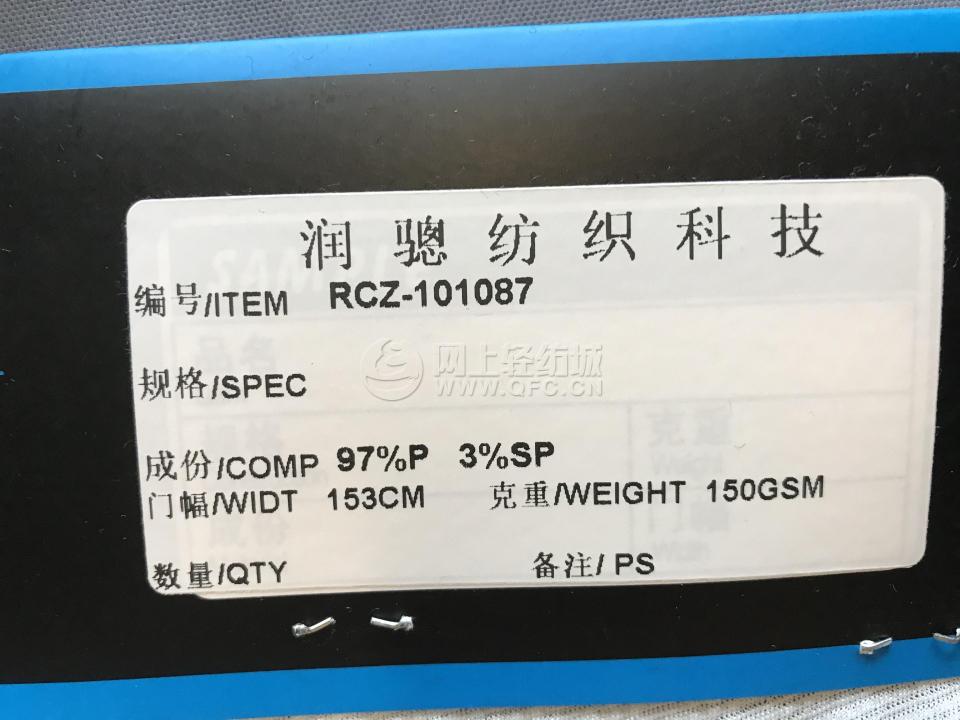 润骢纺织科技
编号/ITEM RCZ-101087
网上轻纺城
WWW.QFC.CN
规格/SPEC
成份/COMP 97%P 3%SP
门幅/WIDT 153CM 克重/WEIGHT 150GSM
数量/QTY 备注/ PS